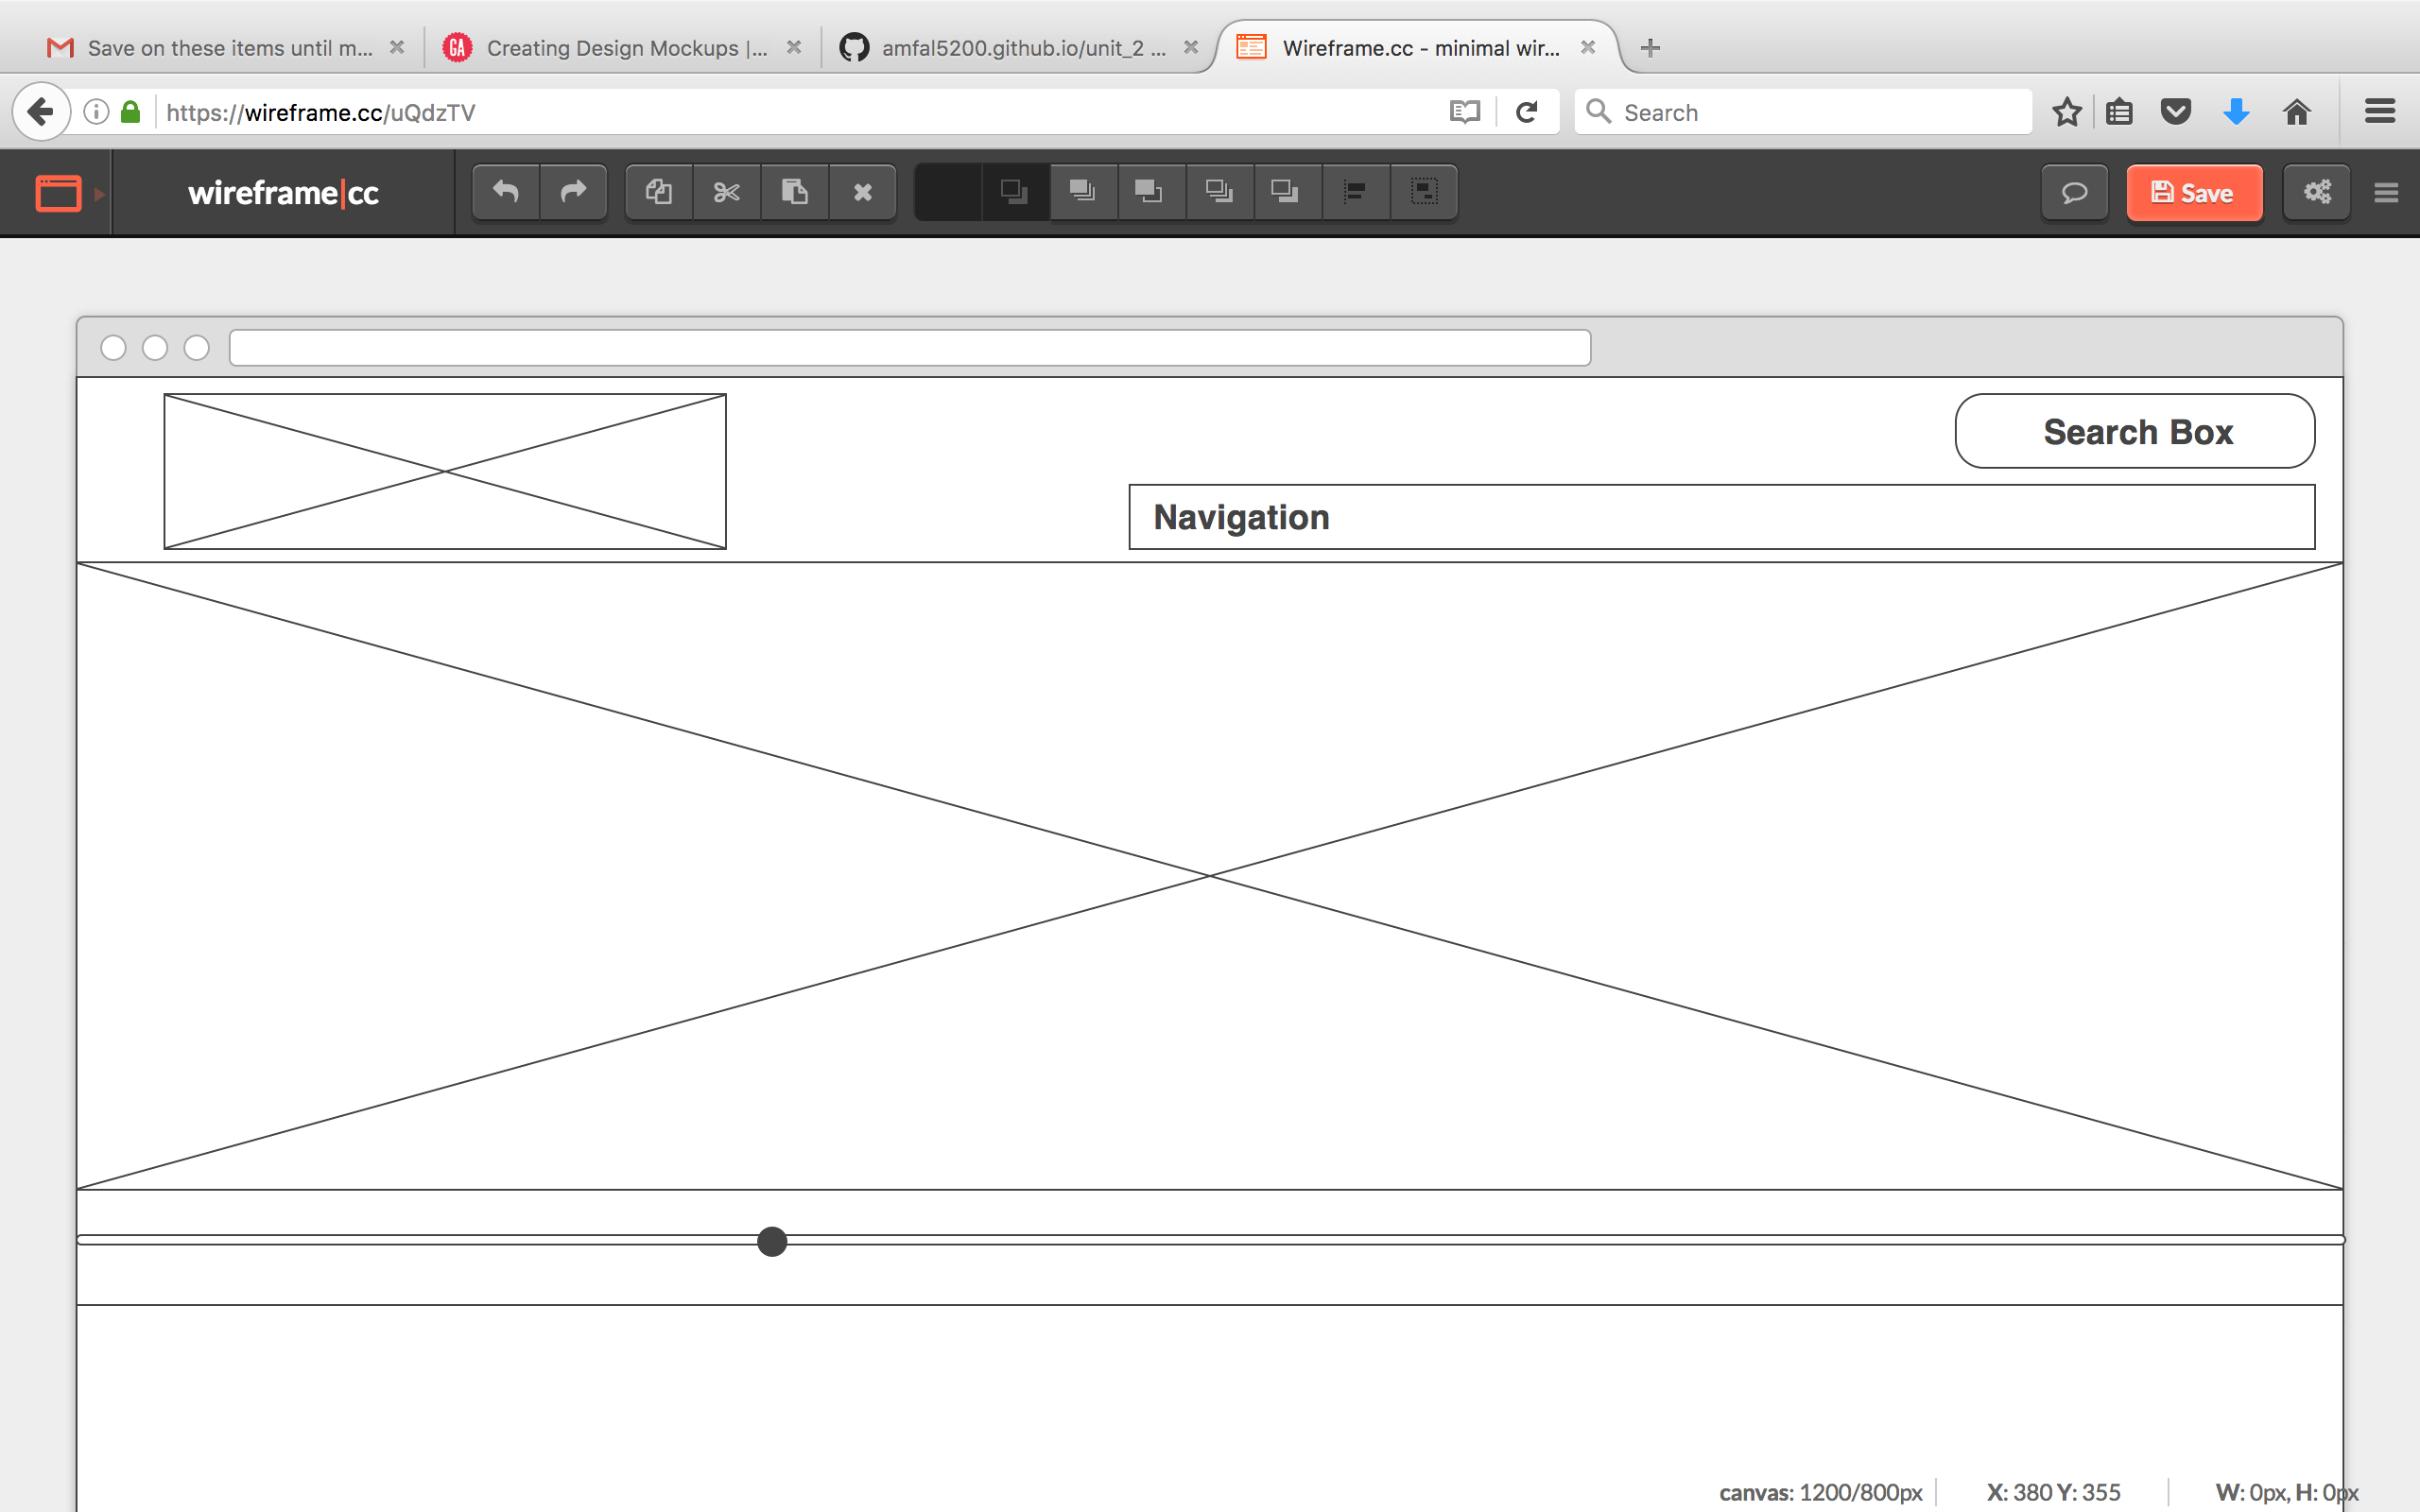 Save on these items until m...
GA
Creating Design Mockups |...
amfal5200.github.io/unit_2 ...
Wireframe.cc - minimal wir...
https://wireframe.cc/uQdzTV
Search
wireframe|cc
Save
Search Box
Navigation
canvas: 1200/800px
X: 380 Y: 355
W: 0px, H: 0px